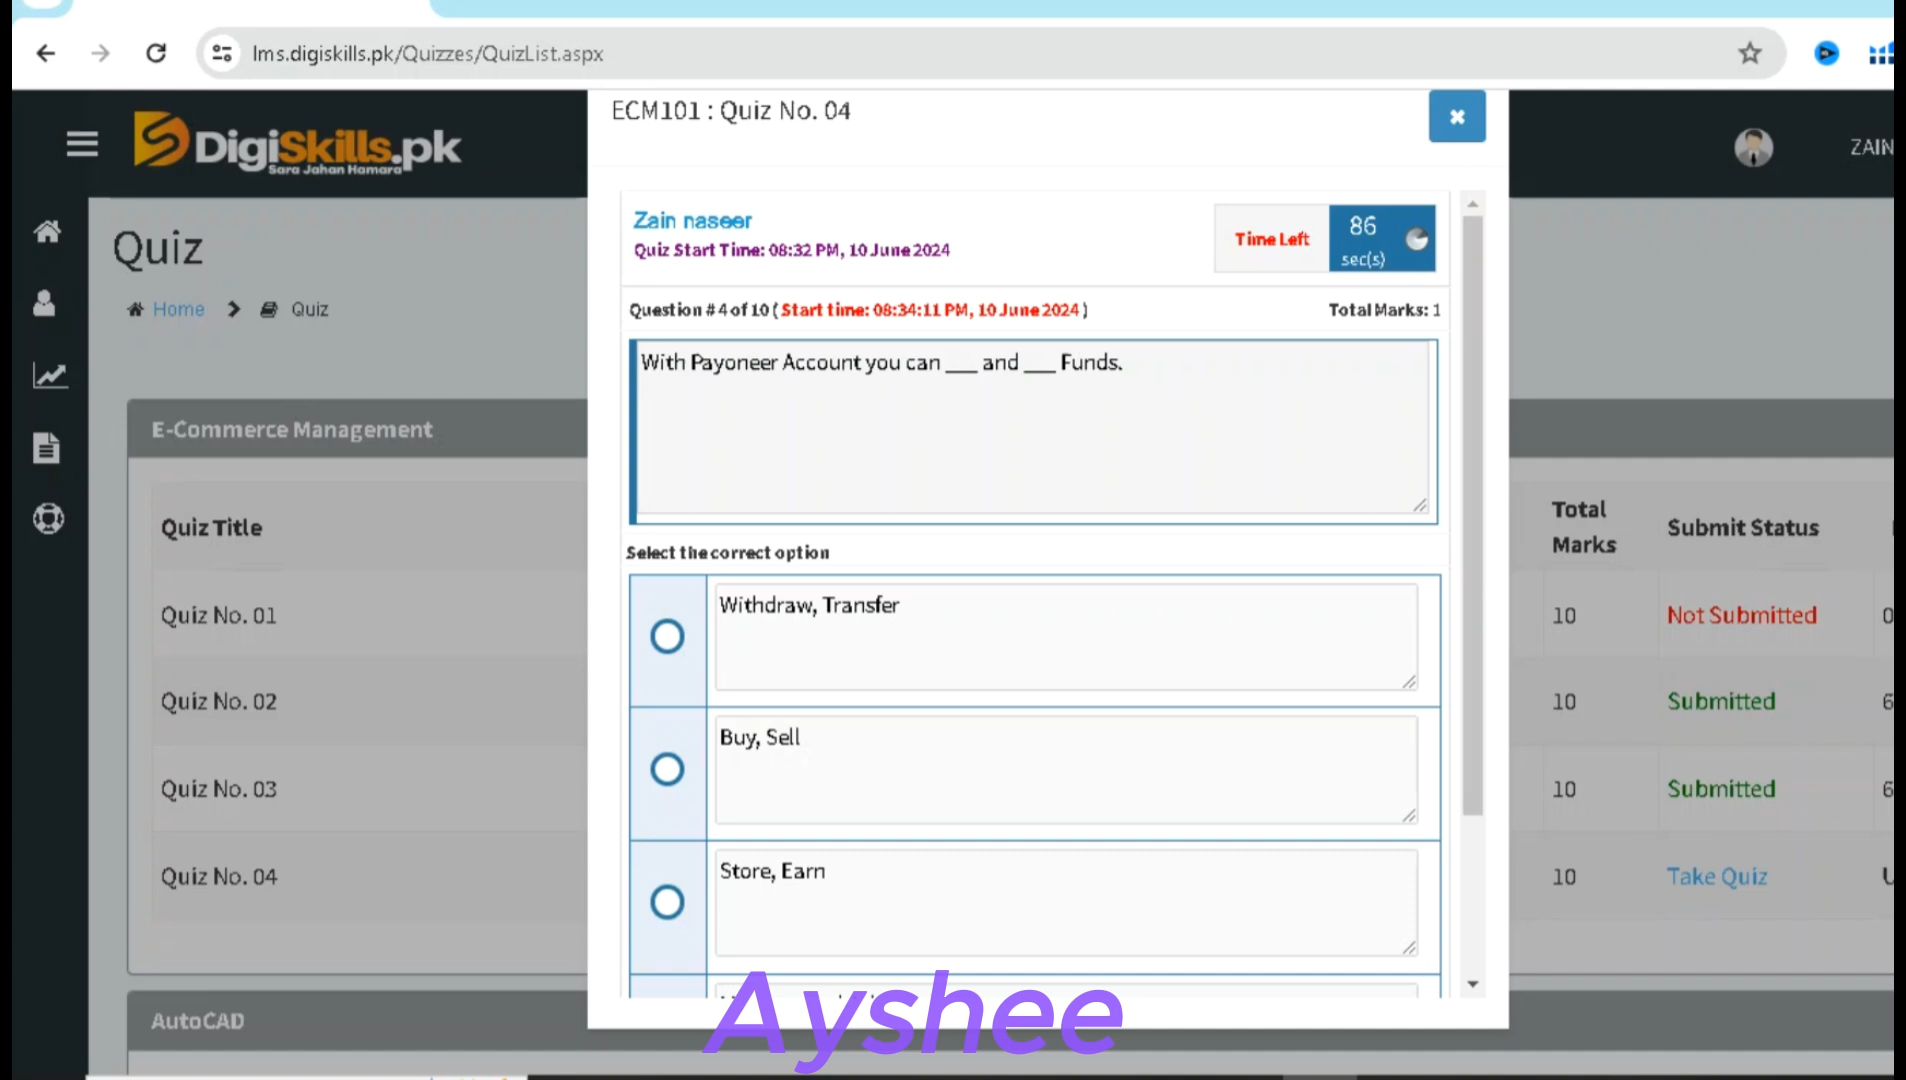 lms.digiskills.pk/Quizzes/QuizList.aspx
ECM101 : Quiz No. 04
DigiSkills.pk
Sara Jahan Hamara
ZAIN
Zain naseer
Quiz Start Time: 08:32 PM, 10 June 2024
Time Left
86
sec(s)
Quiz
Home
Quiz
Question # 4 of 10 ( Start time: 08:34:11 PM, 10 June 2024 )
Total Marks: 1
With Payoneer Account you can ___ and ___ Funds.
E-Commerce Management
Quiz Title
Total
Marks
Submit Status
Select the correct option
Withdraw, Transfer
Buy, Sell
Store, Earn
Quiz No. 01
10
Not Submitted
0
Quiz No. 02
10
Submitted
6
Quiz No. 03
10
Submitted
6
Quiz No. 04
10
Take Quiz
AutoCAD
Ayshee